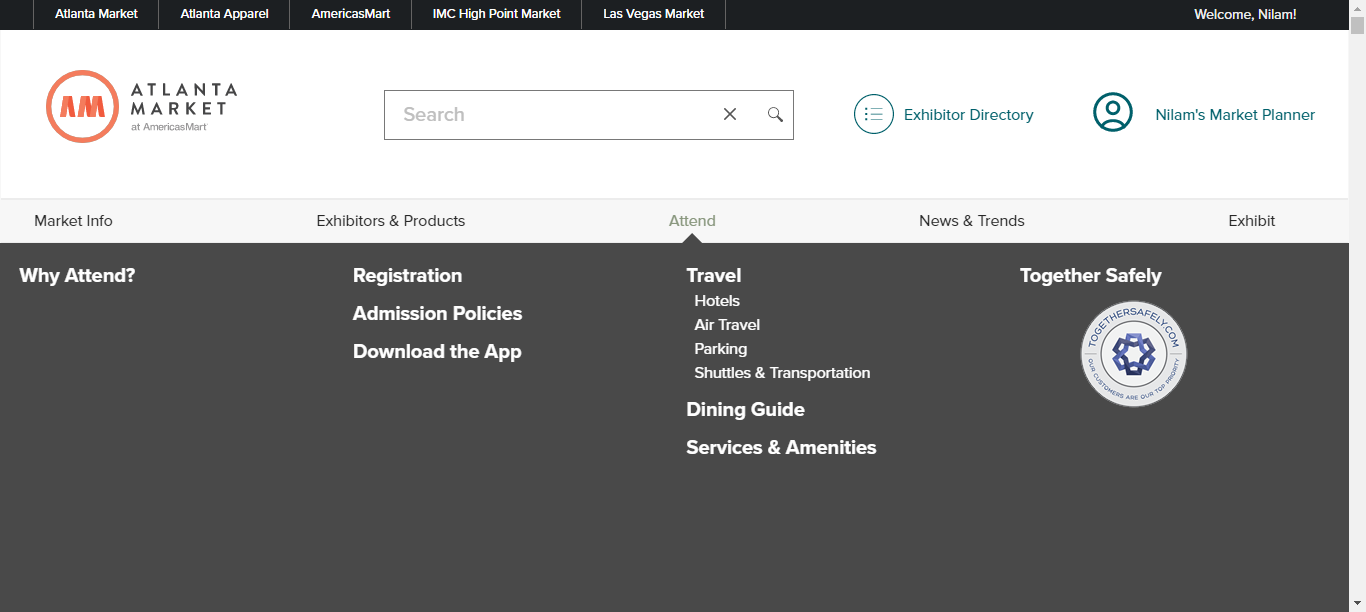 Atlanta Market Atlanta Apparel AmericasMart IMC High Point Market Las Vegas Market Welcome, Nilam!
ATLANTA
MARKET
at AmericasMart
Search
Exhibitor Directory
Nilam's Market Planner
Market Info Exhibitors & Products Attend News & Trends Exhibit
Why Attend?
Registration
Admission Policies
Download the App
Travel
Hotels
Air Travel
Parking
Shuttles & Transportation
Dining Guide
Services & Amenities
Together Safely
TOGETHERSAFELY.COM
OUR CUSTOMERS ARE OUR TOP PRIORITY